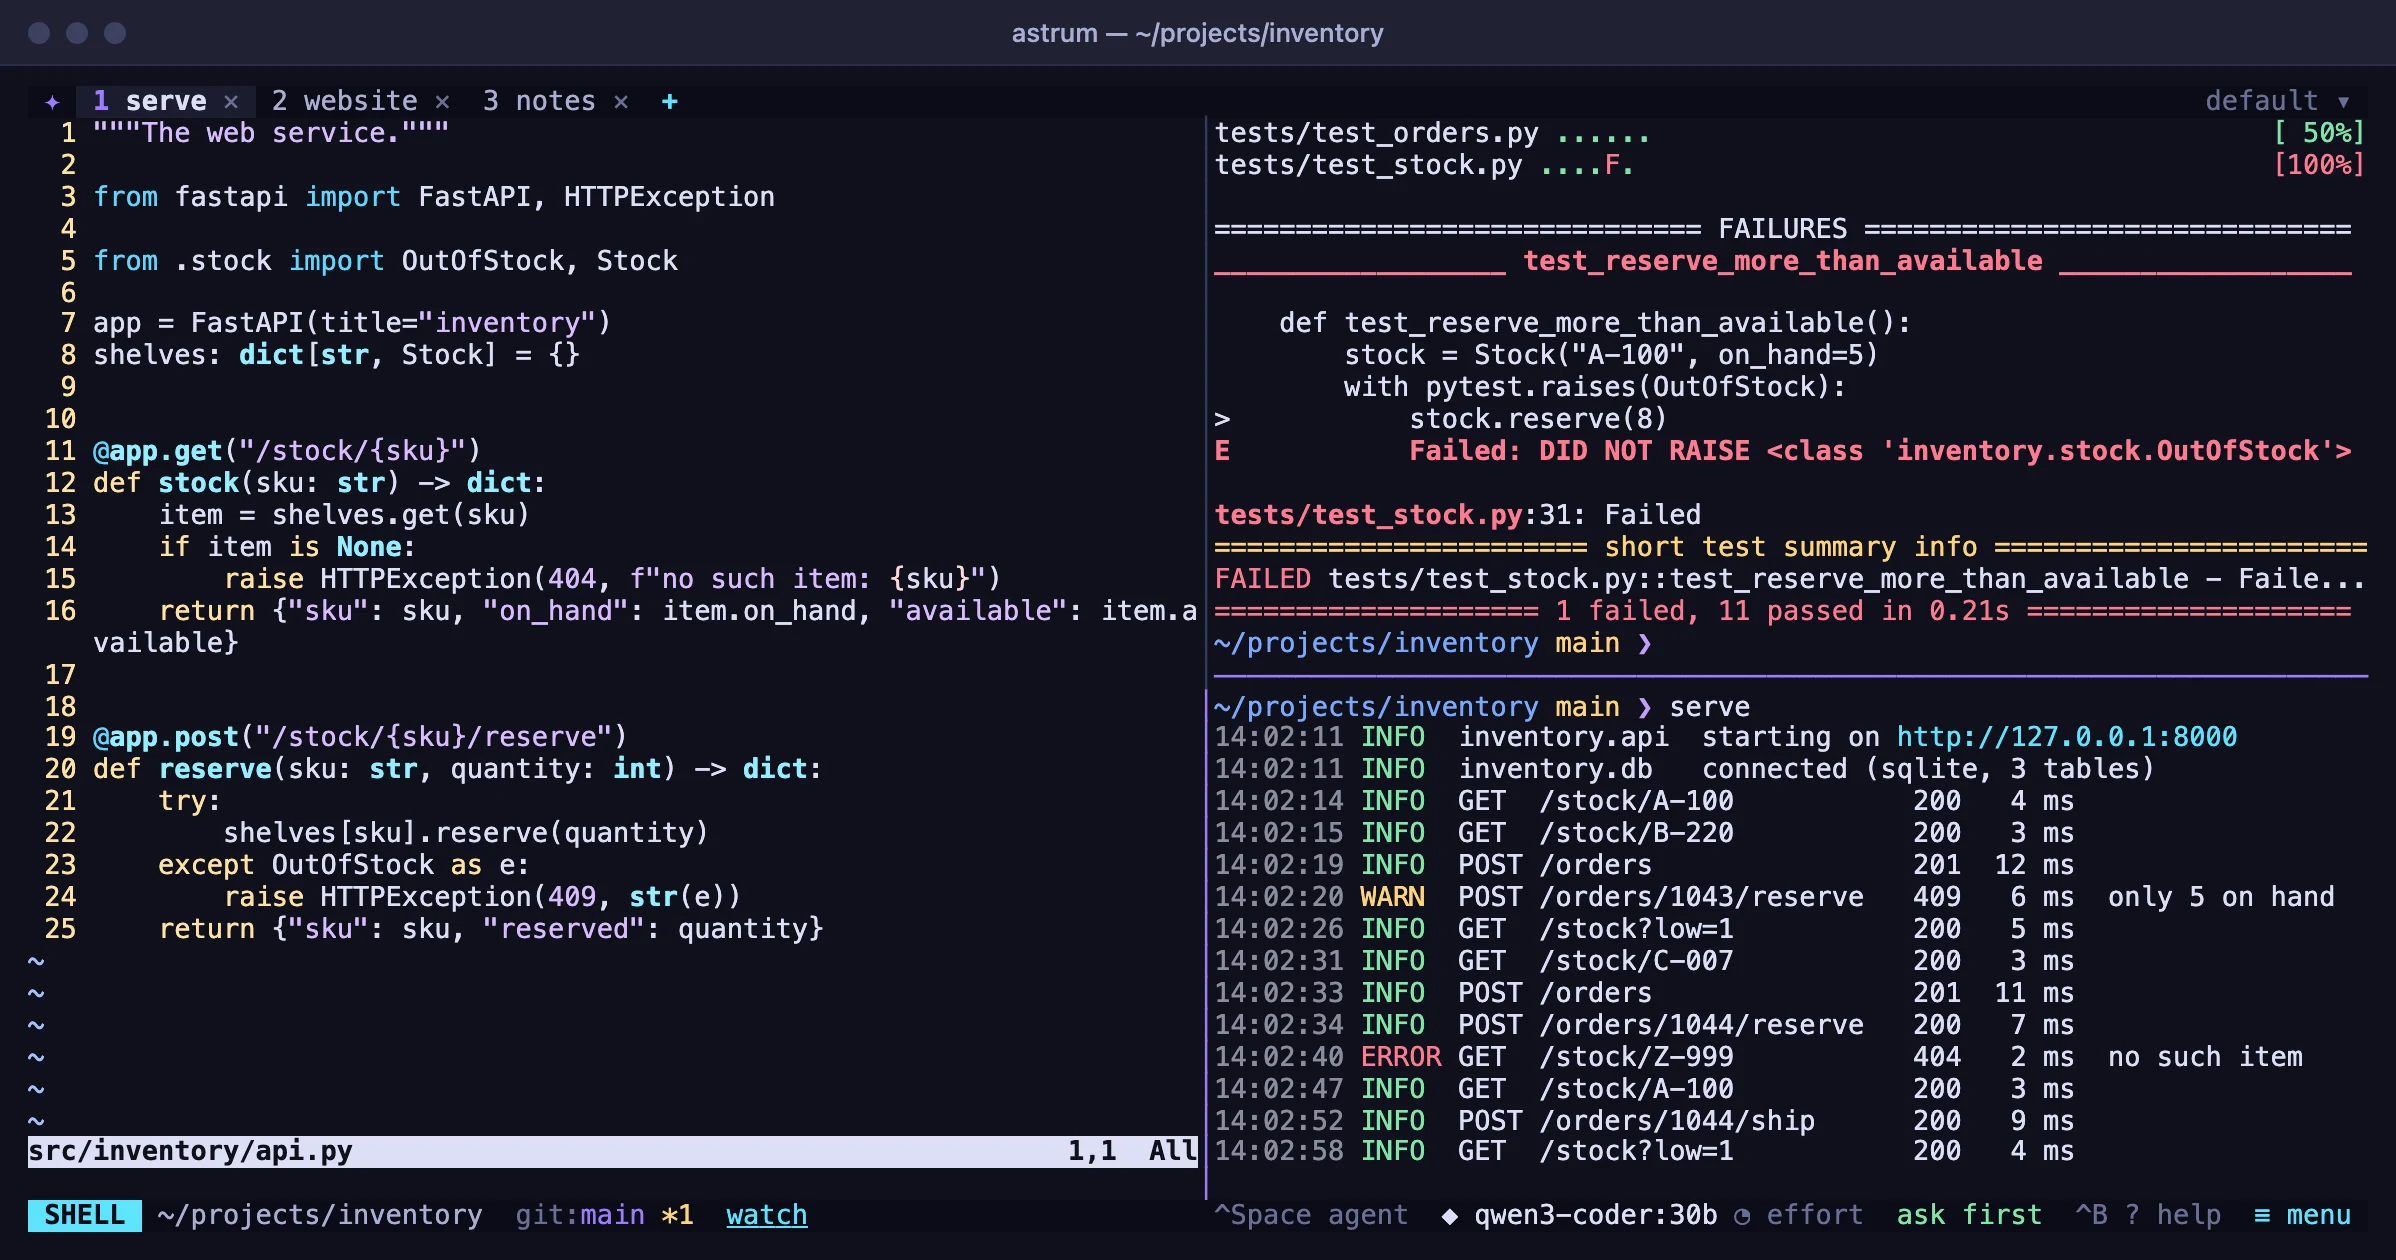 astrum — ~/projects/inventory
✦ 1 serve × 2 website × 3 notes × +
default ▾
1 """The web service."""
2
3 from fastapi import FastAPI, HTTPException
4
5 from .stock import OutOfStock, Stock
6
7 app = FastAPI(title="inventory")
8 shelves: dict[str, Stock] = {}
9
10
11 @app.get("/stock/{sku}")
12 def stock(sku: str) -> dict:
13     item = shelves.get(sku)
14     if item is None:
15         raise HTTPException(404, f"no such item: {sku}")
16     return {"sku": sku, "on_hand": item.on_hand, "available": item.a
vailable}
17
18
19 @app.post("/stock/{sku}/reserve")
20 def reserve(sku: str, quantity: int) -> dict:
21     try:
22         shelves[sku].reserve(quantity)
23     except OutOfStock as e:
24         raise HTTPException(409, str(e))
25     return {"sku": sku, "reserved": quantity}
~
~
~
~
~
~
src/inventory/api.py 1,1 All
tests/test_orders.py ...... [ 50%]
tests/test_stock.py ....F. [100%]
============================== FAILURES ==============================
__________________ test_reserve_more_than_available __________________
    def test_reserve_more_than_available():
        stock = Stock("A-100", on_hand=5)
        with pytest.raises(OutOfStock):
>           stock.reserve(8)
E           Failed: DID NOT RAISE <class 'inventory.stock.OutOfStock'>
tests/test_stock.py:31: Failed
======================= short test summary info =======================
FAILED tests/test_stock.py::test_reserve_more_than_available - Faile...
==================== 1 failed, 11 passed in 0.21s ====================
~/projects/inventory main ❯
~/projects/inventory main ❯ serve
14:02:11 INFO  inventory.api  starting on http://127.0.0.1:8000
14:02:11 INFO  inventory.db   connected (sqlite, 3 tables)
14:02:14 INFO  GET  /stock/A-100           200   4 ms
14:02:15 INFO  GET  /stock/B-220           200   3 ms
14:02:19 INFO  POST /orders                201  12 ms
14:02:20 WARN  POST /orders/1043/reserve   409   6 ms  only 5 on hand
14:02:26 INFO  GET  /stock?low=1           200   5 ms
14:02:31 INFO  GET  /stock/C-007           200   3 ms
14:02:33 INFO  POST /orders                201  11 ms
14:02:34 INFO  POST /orders/1044/reserve   200   7 ms
14:02:40 ERROR GET  /stock/Z-999           404   2 ms  no such item
14:02:47 INFO  GET  /stock/A-100           200   3 ms
14:02:52 INFO  POST /orders/1044/ship      200   9 ms
14:02:58 INFO  GET  /stock?low=1           200   4 ms
SHELL ~/projects/inventory git:main *1 watch
^Space agent ◆ qwen3-coder:30b ◔ effort ask first ^B ? help ≡ menu